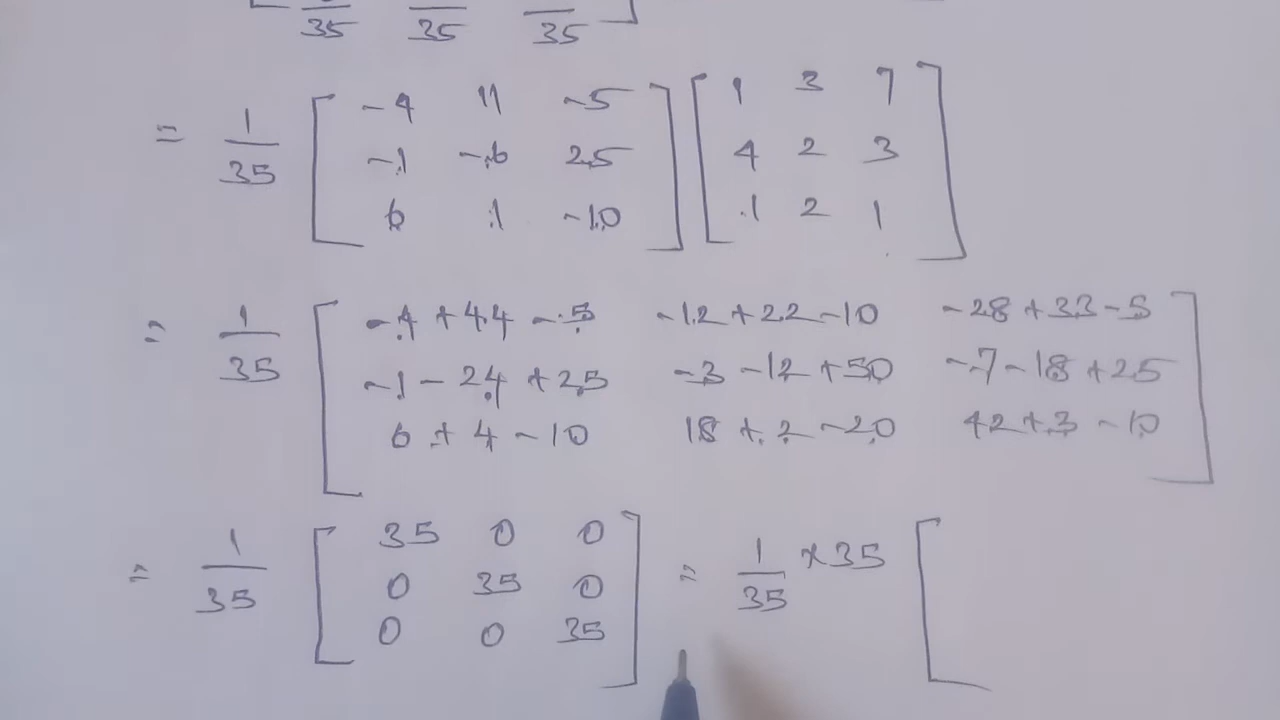 35 35 35
= 1/35 [ -4 11 -5 ] [ 1 3 7 ]
-1 -6 25 4 2 3
6 1 -10 1 2 1
= 1/35 [ -4 + 44 - 5 -12 + 22 - 10 -28 + 33 - 5 ]
-1 - 24 + 25 -3 - 12 + 50 -7 - 18 + 25
6 + 4 - 10 18 + 2 - 20 42 + 3 - 10
= 1/35 [ 35 0 0 ] = 1/35 × 35 [
0 35 0
0 0 35